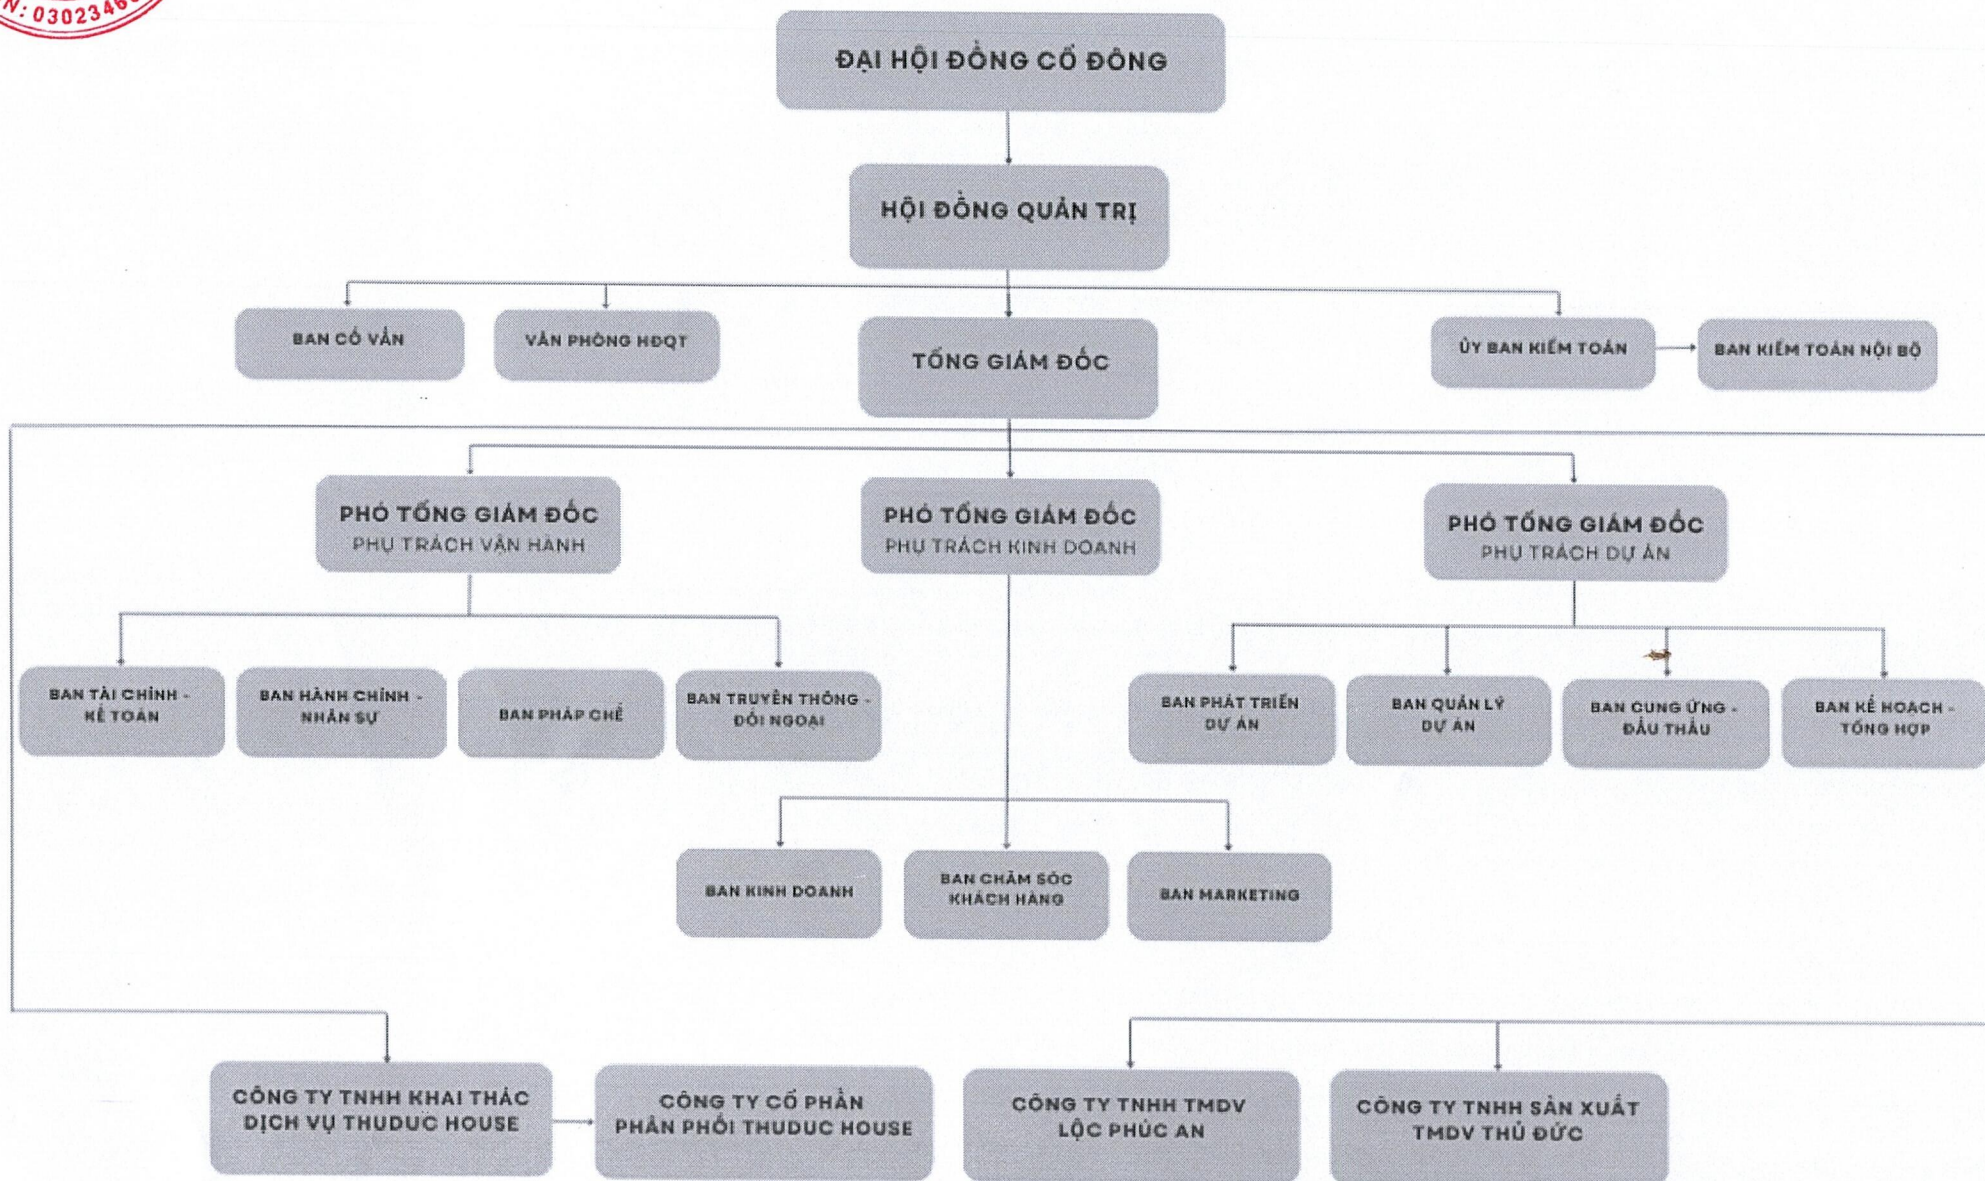 N: 0302346
ĐẠI HỘI ĐỒNG CỔ ĐÔNG
HỘI ĐỒNG QUẢN TRỊ
BAN CỐ VẤN
VĂN PHÒNG HĐQT
TỔNG GIÁM ĐỐC
ỦY BAN KIỂM TOÁN
BAN KIỂM TOÁN NỘI BỘ
PHÓ TỔNG GIÁM ĐỐC
PHỤ TRÁCH VẬN HÀNH
PHÓ TỔNG GIÁM ĐỐC
PHỤ TRÁCH KINH DOANH
PHÓ TỔNG GIÁM ĐỐC
PHỤ TRÁCH DỰ ÁN
BAN TÀI CHÍNH -
KẾ TOÁN
BAN HÀNH CHÍNH -
NHÂN SỰ
BAN PHÁP CHẾ
BAN TRUYỀN THÔNG -
ĐỐI NGOẠI
BAN PHÁT TRIỂN
DỰ ÁN
BAN QUẢN LÝ
DỰ ÁN
BAN CUNG ỨNG -
ĐẤU THẦU
BAN KẾ HOẠCH -
TỔNG HỢP
BAN KINH DOANH
BAN CHĂM SÓC
KHÁCH HÀNG
BAN MARKETING
CÔNG TY TNHH KHAI THÁC
DỊCH VỤ THUDUC HOUSE
CÔNG TY CỔ PHẦN
PHÂN PHỐI THUDUC HOUSE
CÔNG TY TNHH TMDV
LỘC PHÚC AN
CÔNG TY TNHH SẢN XUẤT
TMDV THỦ ĐỨC